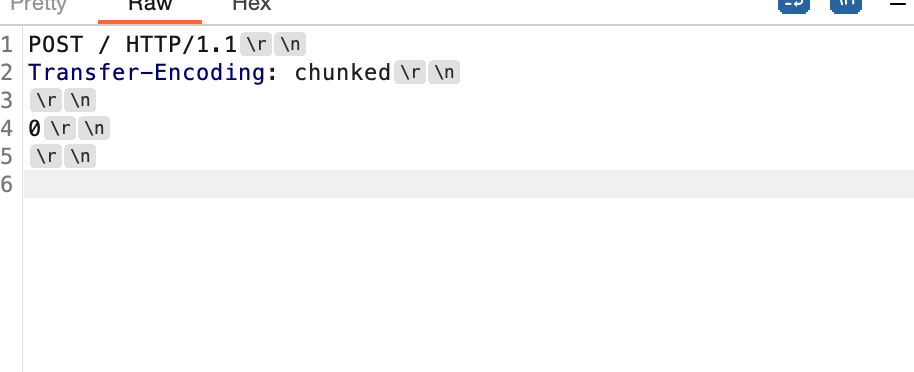 Pretty Raw Hex \n
1 POST / HTTP/1.1 \r \n
2 Transfer-Encoding: chunked \r \n
3 \r \n
4 0 \r \n
5 \r \n
6